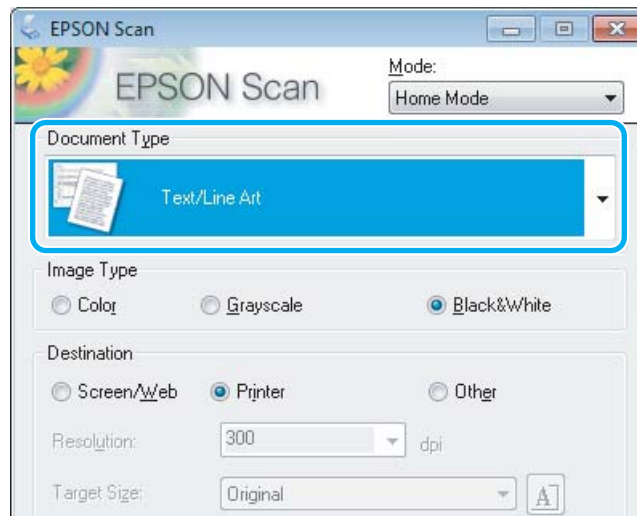 EPSON Scan
EPSON Scan
Mode:
Home Mode
Document Type
Text/Line Art
Image Type
Color Grayscale Black&White
Destination
Screen/Web Printer Other
Resolution: 300 dpi
Target Size: Original A